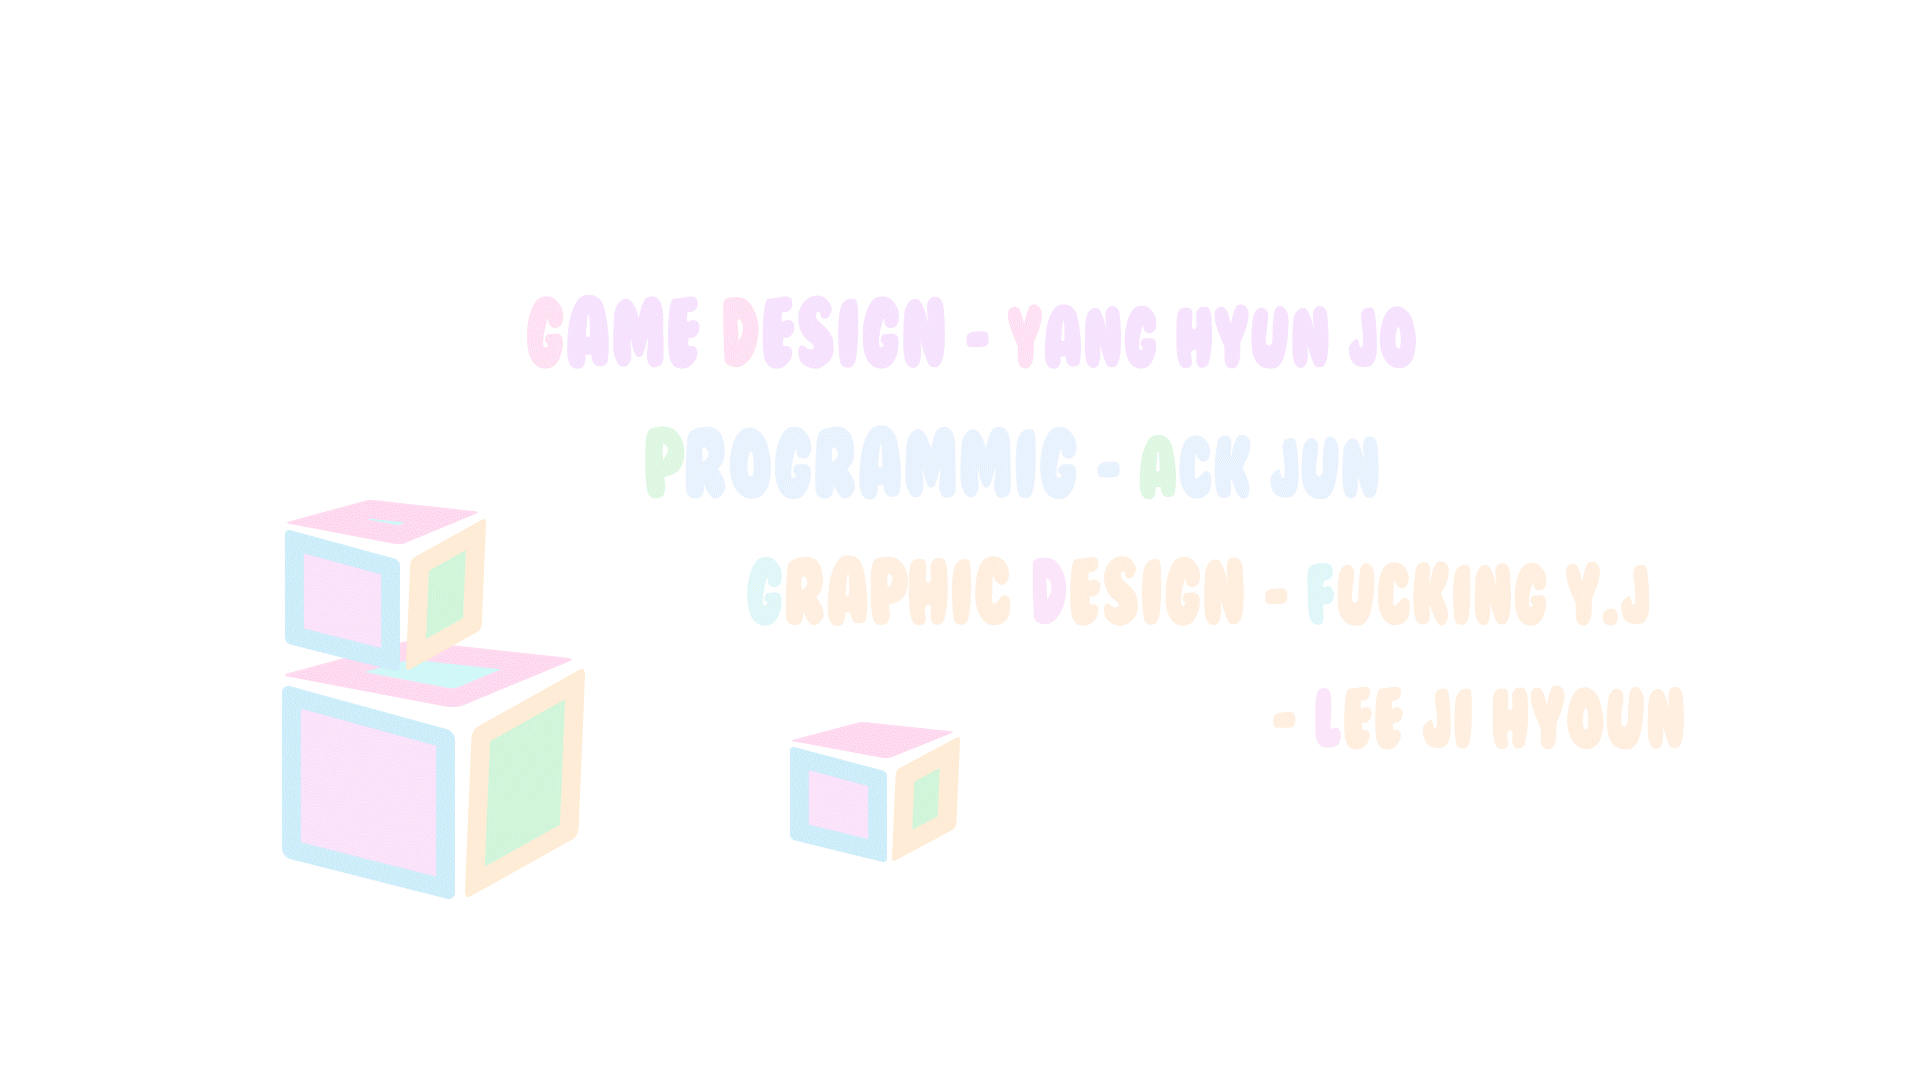 GAME DESIGN - YANG HYUN JO
PROGRAMMIG - ACK JUN
GRAPHIC DESIGN - FUCKING Y.J
- LEE JI HYOUN